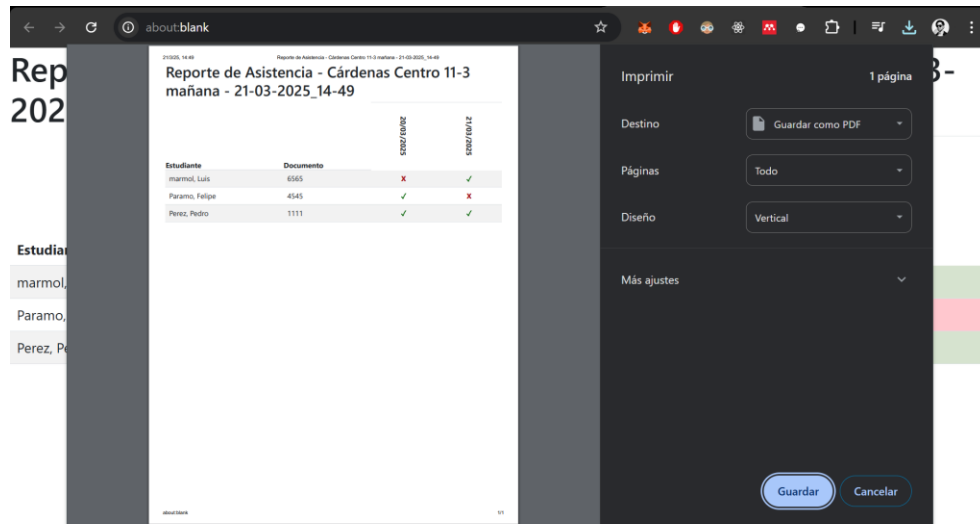 about:blank
Rep
202
3-
Estudia
marmol,
Paramo,
Perez, Pe
21/3/25, 14:49
Reporte de Asistencia - Cárdenas Centro 11-3 mañana - 21-03-2025_14-49
Reporte de Asistencia - Cárdenas Centro 11-3
mañana - 21-03-2025_14-49
20/03/2025
21/03/2025
Estudiante Documento
marmol, Luis 6565 X ✓
Paramo, Felipe 4545 ✓ X
Perez, Pedro 1111 ✓ ✓
about:blank 1/1
Imprimir 1 página
Destino Guardar como PDF
Páginas Todo
Diseño Vertical
Más ajustes
Guardar Cancelar